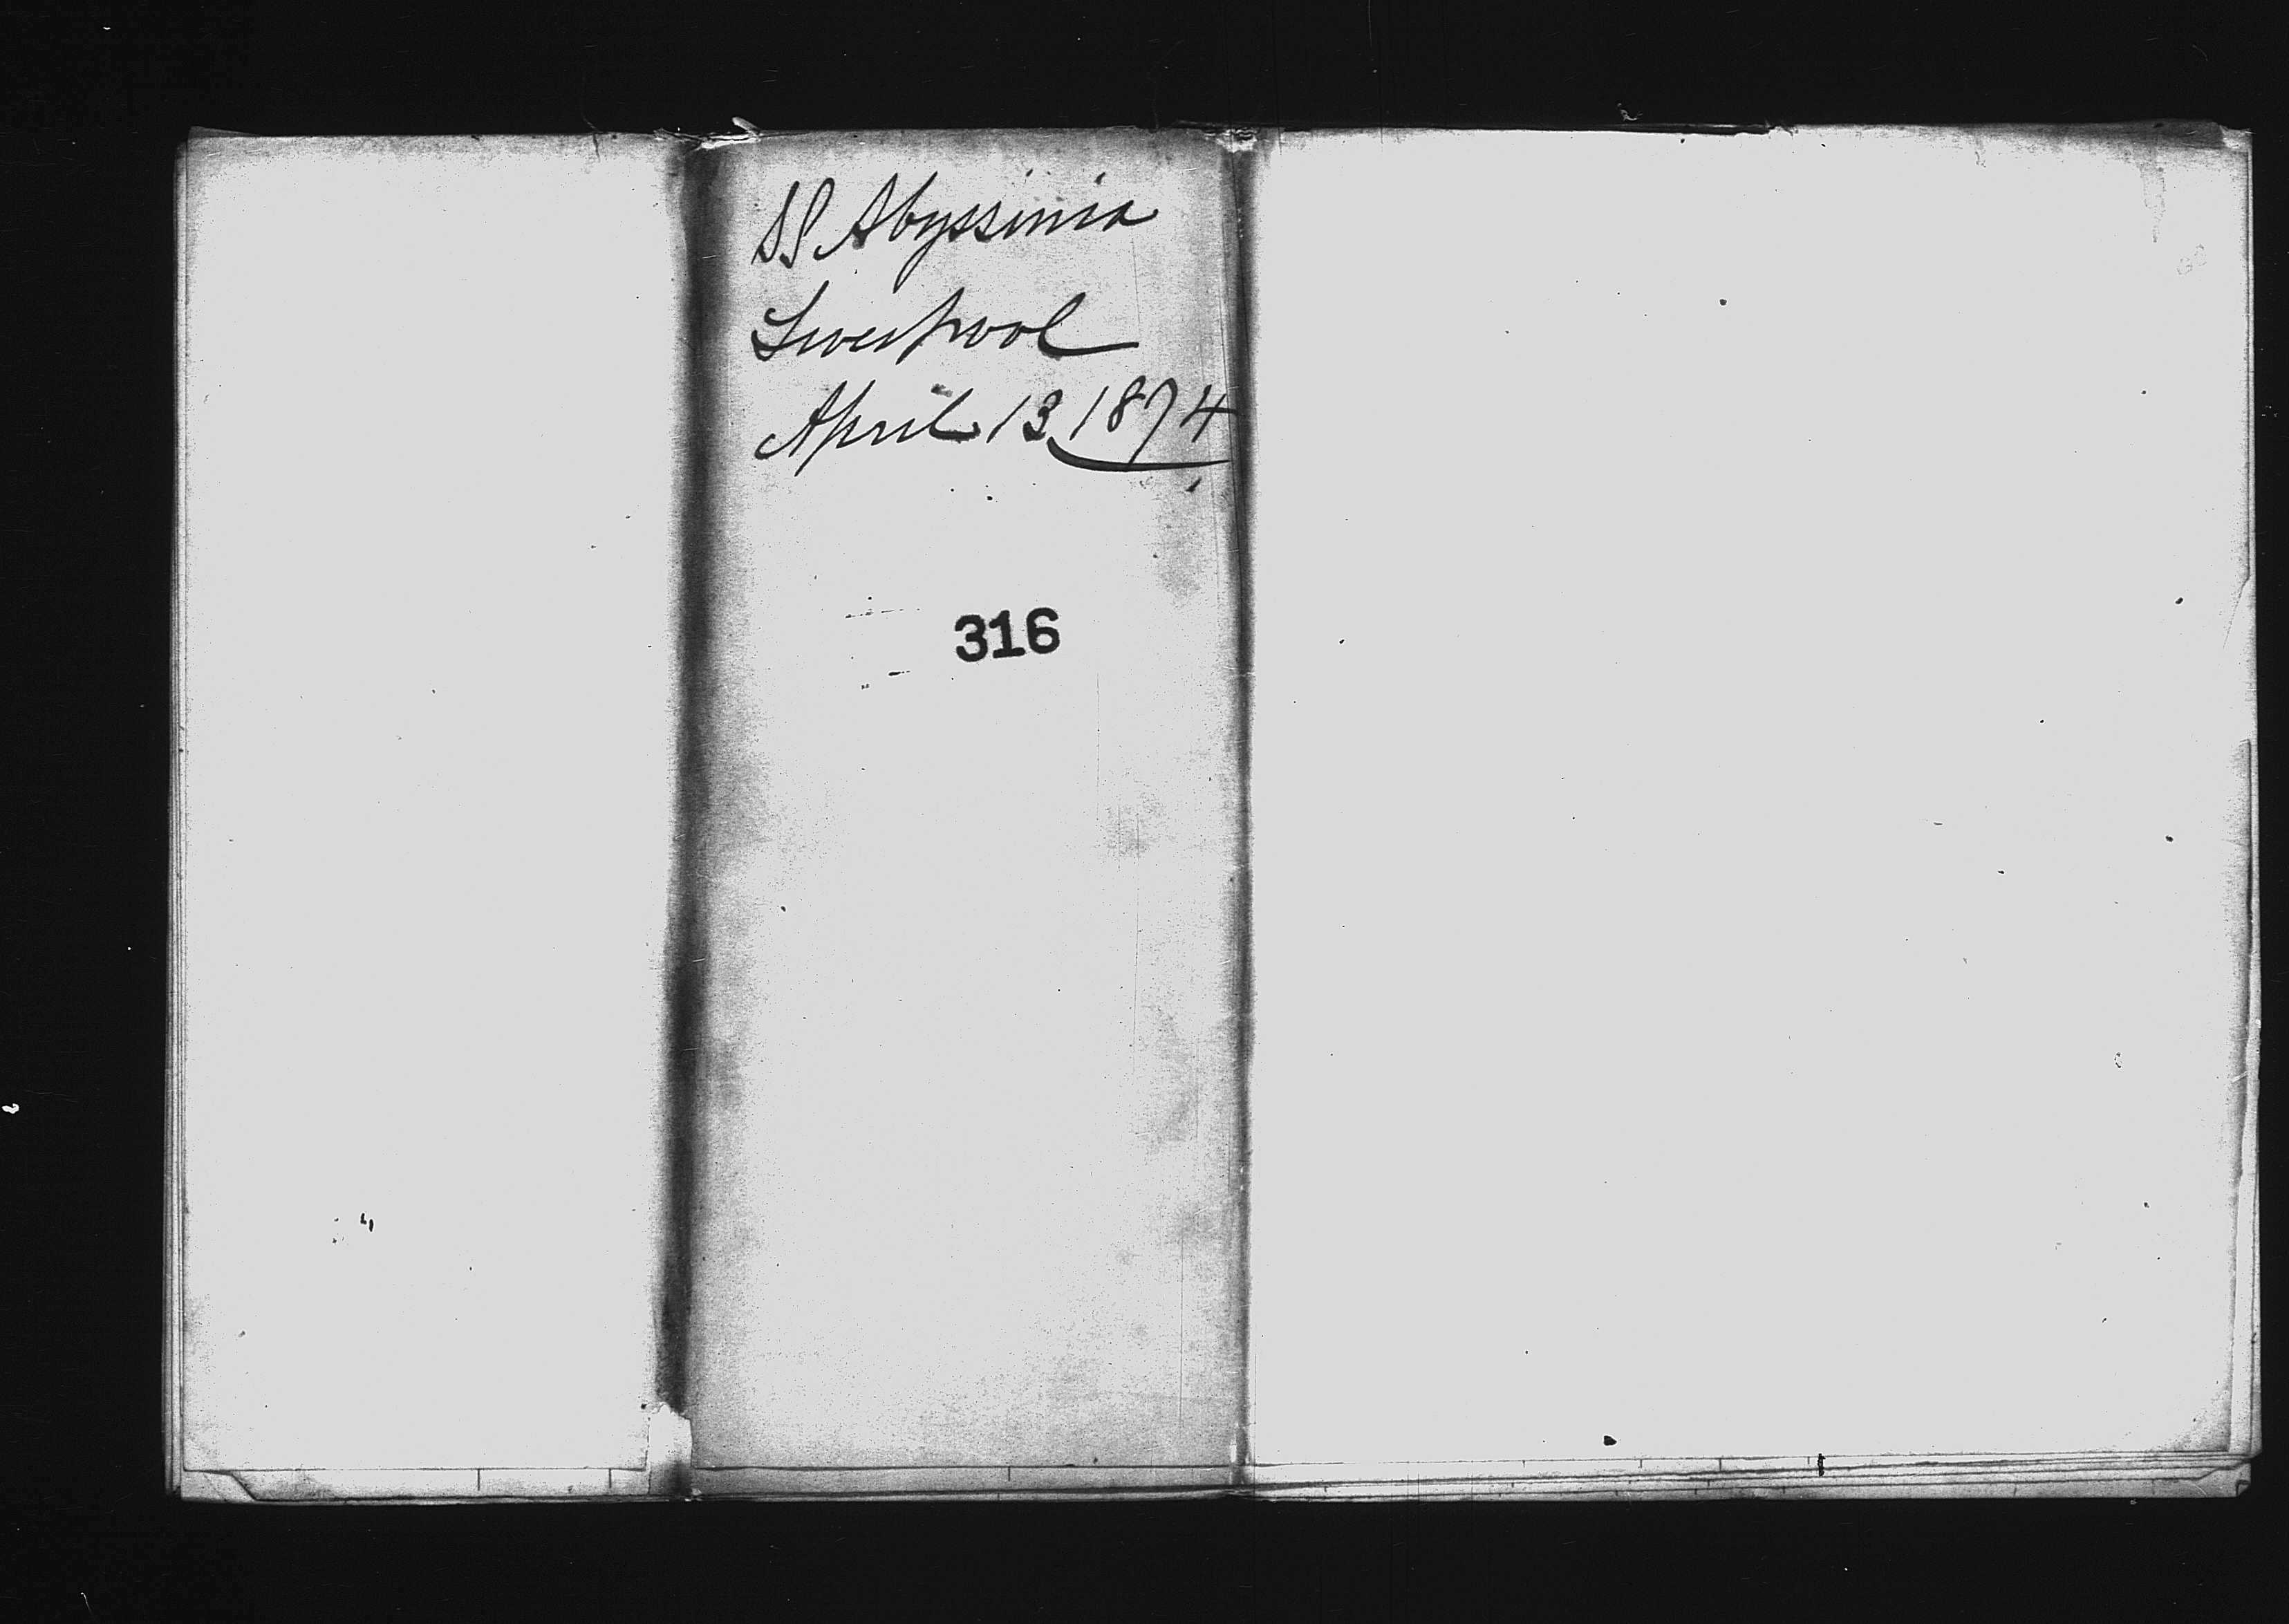 SS Abyssinia
Liverpool
April 13 1874
316